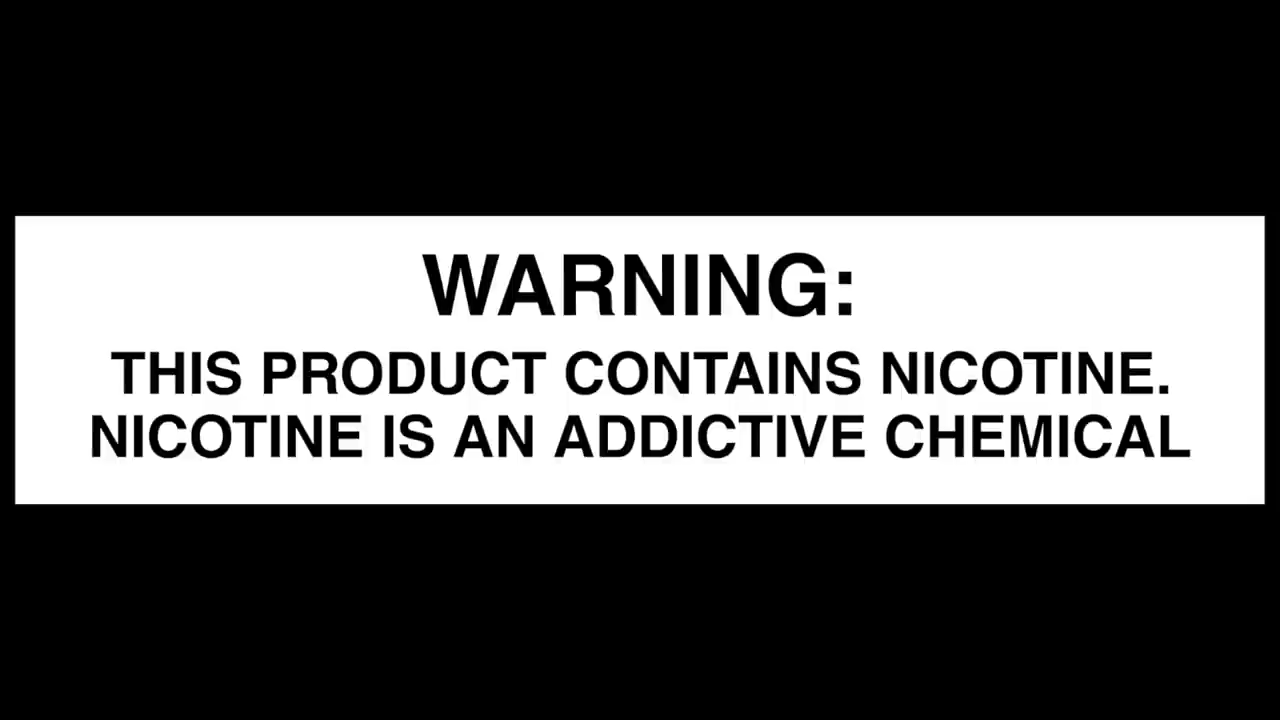 WARNING:
THIS PRODUCT CONTAINS NICOTINE.
NICOTINE IS AN ADDICTIVE CHEMICAL